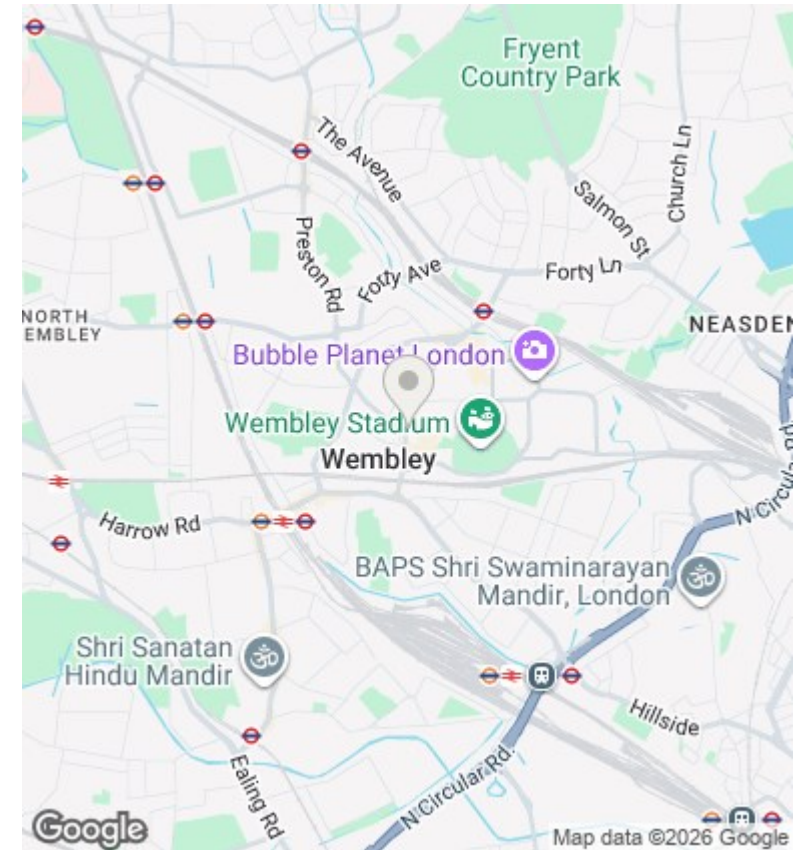 Fryent
Country Park
The Avenue
Church Ln
Salmon St
Preston Rd
Forty Ave
Forty Ln
NORTH
EMBLEY
NEASDEN
Bubble Planet London
Wembley Stadium
Wembley
N Circular Rd
Harrow Rd
BAPS Shri Swaminarayan
Mandir, London
Shri Sanatan
Hindu Mandir
Hillside
Ealing Rd
N Circular Rd.
Google
Map data ©2026 Google